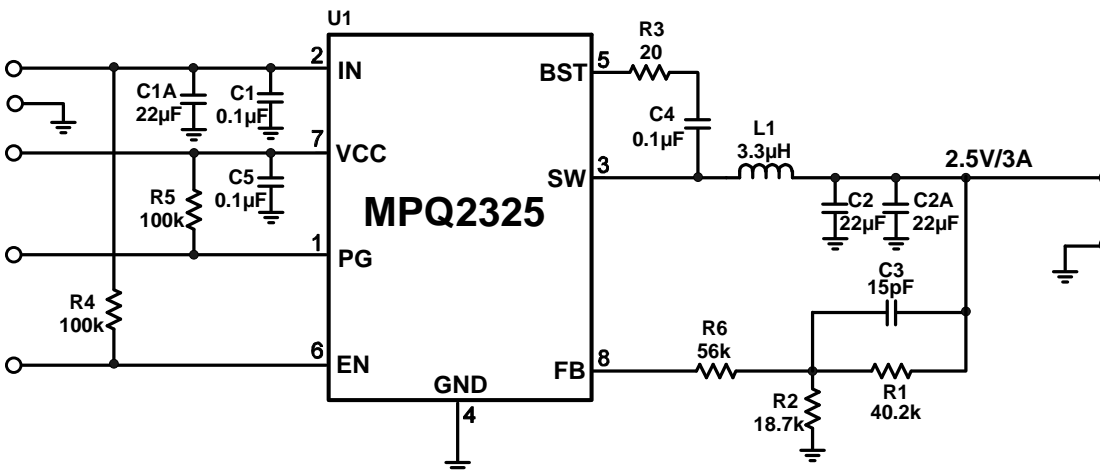 U1
2
IN
C1A
22µF
C1
0.1µF
7
VCC
R5
100k
C5
0.1µF
1
PG
R4
100k
6
EN
MPQ2325
GND
4
BST
5
R3
20
C4
0.1µF
SW
3
L1
3.3µH
2.5V/3A
C2
22µF
C2A
22µF
C3
15pF
FB
8
R6
56k
R2
18.7k
R1
40.2k